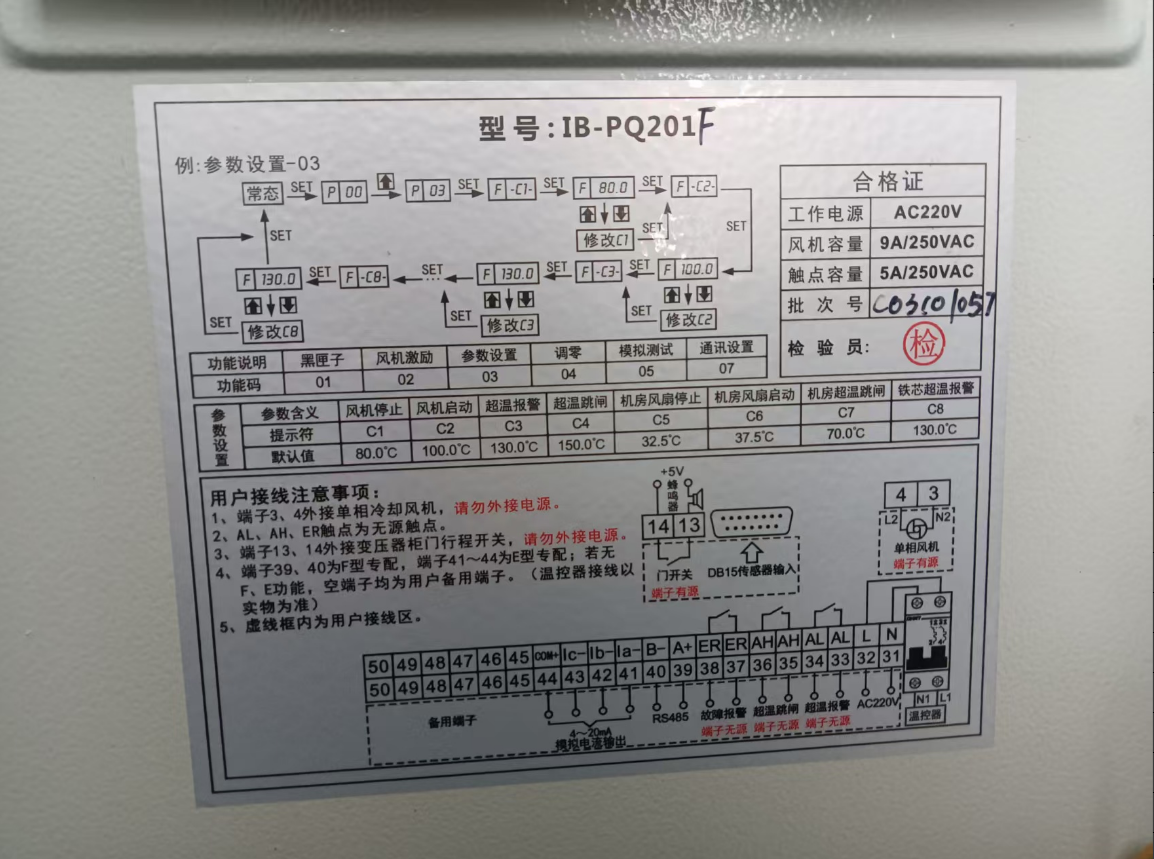 型号:IB-PQ201F
例:参数设置-03
常态 SET P 00 P 03 SET F -C1- SET F 80.0 SET F -C2-
修改C1 SET SET
SET
F 130.0 SET F -C8- SET ... F 130.0 SET F -C3- SET F 100.0
SET 修改C8 SET 修改C3 SET 修改C2
合格证
工作电源 AC220V
风机容量 9A/250VAC
触点容量 5A/250VAC
批次号
检验员: 检
功能说明 黑匣子 风机激励 参数设置 调零 模拟测试 通讯设置
功能码 01 02 03 04 05 07
参数设置
参数含义 风机停止 风机启动 超温报警 超温跳闸 机房风扇停止 机房风扇启动 机房超温跳闸 铁芯超温报警
提示符 C1 C2 C3 C4 C5 C6 C7 C8
默认值 80.0℃ 100.0℃ 130.0℃ 150.0℃ 32.5℃ 37.5℃ 70.0℃ 130.0℃
用户接线注意事项:
1、端子3、4外接单相冷却风机,请勿外接电源。
2、AL、AH、ER触点为无源触点。
3、端子13、14外接变压器柜门行程开关,请勿外接电源。
4、端子39、40为F型专配,端子41~44为E型专配;若无
F、E功能,空端子均为用户备用端子。(温控器接线以
实物为准)
5、虚线框内为用户接线区。
+5V
蜂鸣器
14 13
门开关 DB15传感器输入
端子有源
4 3
L2 N2
单相风机
端子有源
50 49 48 47 46 45 COM+ Ic- Ib- Ia- B- A+ ER ER AH AH AL AL L N
50 49 48 47 46 45 44 43 42 41 40 39 38 37 36 35 34 33 32 31
备用端子
4~20mA
模拟电流输出
RS485
故障报警 超温跳闸 超温报警
端子无源 端子无源 端子无源
AC220V
N1 L1
温控器